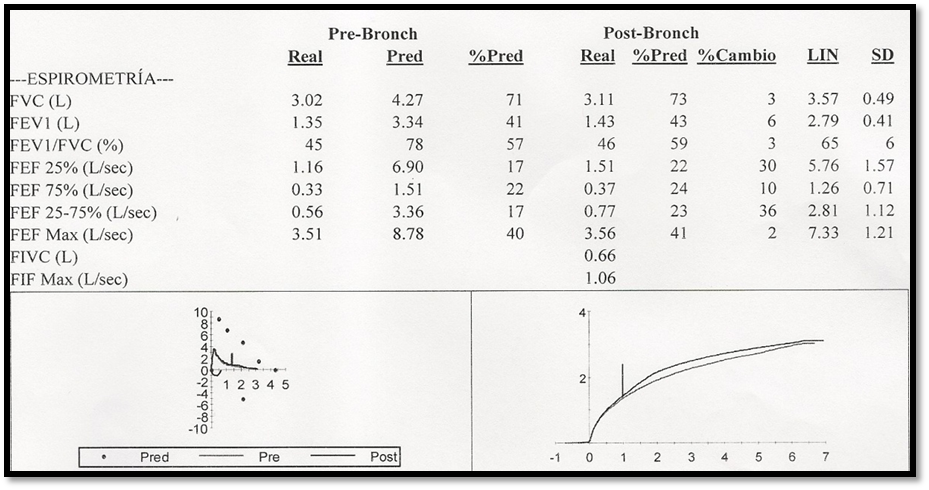 Pre-Bronch Post-Bronch
Real Pred %Pred Real %Pred %Cambio LIN SD
---ESPIROMETRÍA---
FVC (L) 3.02 4.27 71 3.11 73 3 3.57 0.49
FEV1 (L) 1.35 3.34 41 1.43 43 6 2.79 0.41
FEV1/FVC (%) 45 78 57 46 59 3 65 6
FEF 25% (L/sec) 1.16 6.90 17 1.51 22 30 5.76 1.57
FEF 75% (L/sec) 0.33 1.51 22 0.37 24 10 1.26 0.71
FEF 25-75% (L/sec) 0.56 3.36 17 0.77 23 36 2.81 1.12
FEF Max (L/sec) 3.51 8.78 40 3.56 41 2 7.33 1.21
FIVC (L) 0.66
FIF Max (L/sec) 1.06
10
8
6
4
2
0
1 2 3 4 5
-2
-4
-6
-8
-10
Pred Pre Post
4
2
-1 0 1 2 3 4 5 6 7